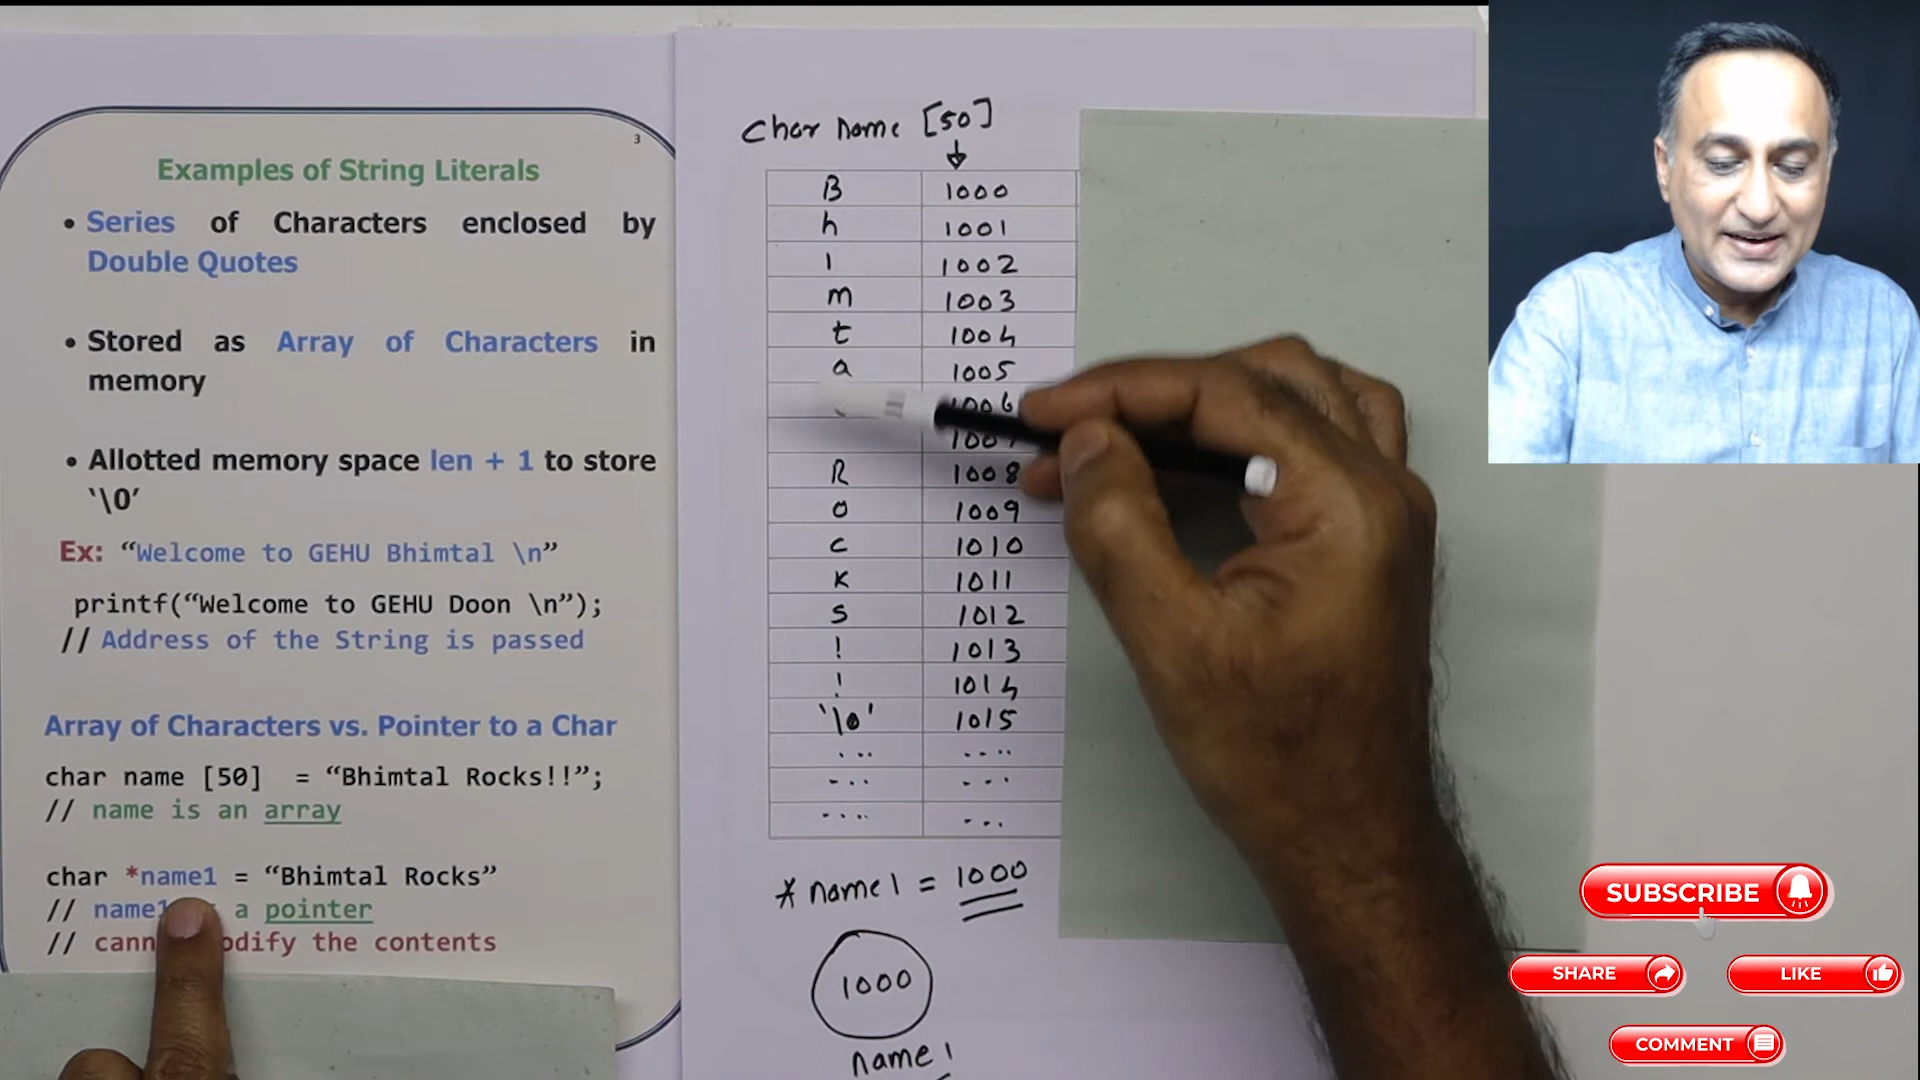 3
Examples of String Literals
• Series of Characters enclosed by
Double Quotes
• Stored as Array of Characters in
memory
• Allotted memory space len + 1 to store
‘\0’
Ex: “Welcome to GEHU Bhimtal \n”
printf(“Welcome to GEHU Doon \n”);
// Address of the String is passed
Array of Characters vs. Pointer to a Char
char name [50] = “Bhimtal Rocks!!”;
// name is an array
char *name1 = “Bhimtal Rocks”
// name1 a pointer
// modify the contents
Char name [50]
B 1000
h 1001
I 1002
m 1003
t 1004
a 1005
1006
1007
R 1008
O 1009
C 1010
K 1011
S 1012
! 1013
! 1014
'\0' 1015
.... ....
... ...
.... ...
* name1 = 1000
1000
name1
SUBSCRIBE
SHARE
LIKE
COMMENT